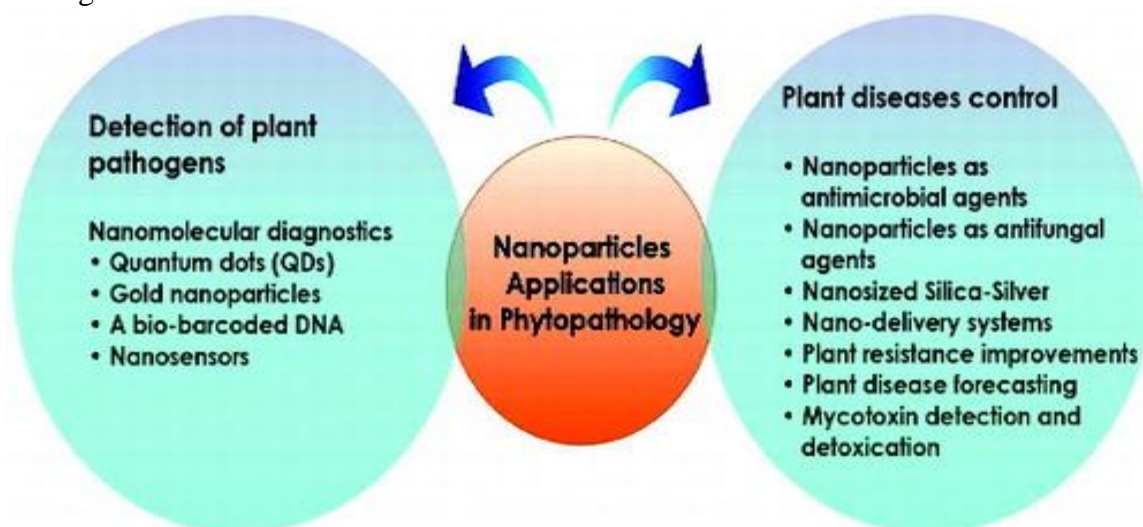 Detection of plant
pathogens
Nanomolecular diagnostics
• Quantum dots (QDs)
• Gold nanoparticles
• A bio-barcoded DNA
• Nanosensors
Nanoparticles
Applications
in Phytopathology
Plant diseases control
• Nanoparticles as
antimicrobial agents
• Nanoparticles as antifungal
agents
• Nanosized Silica-Silver
• Nano-delivery systems
• Plant resistance improvements
• Plant disease forecasting
• Mycotoxin detection and
detoxication